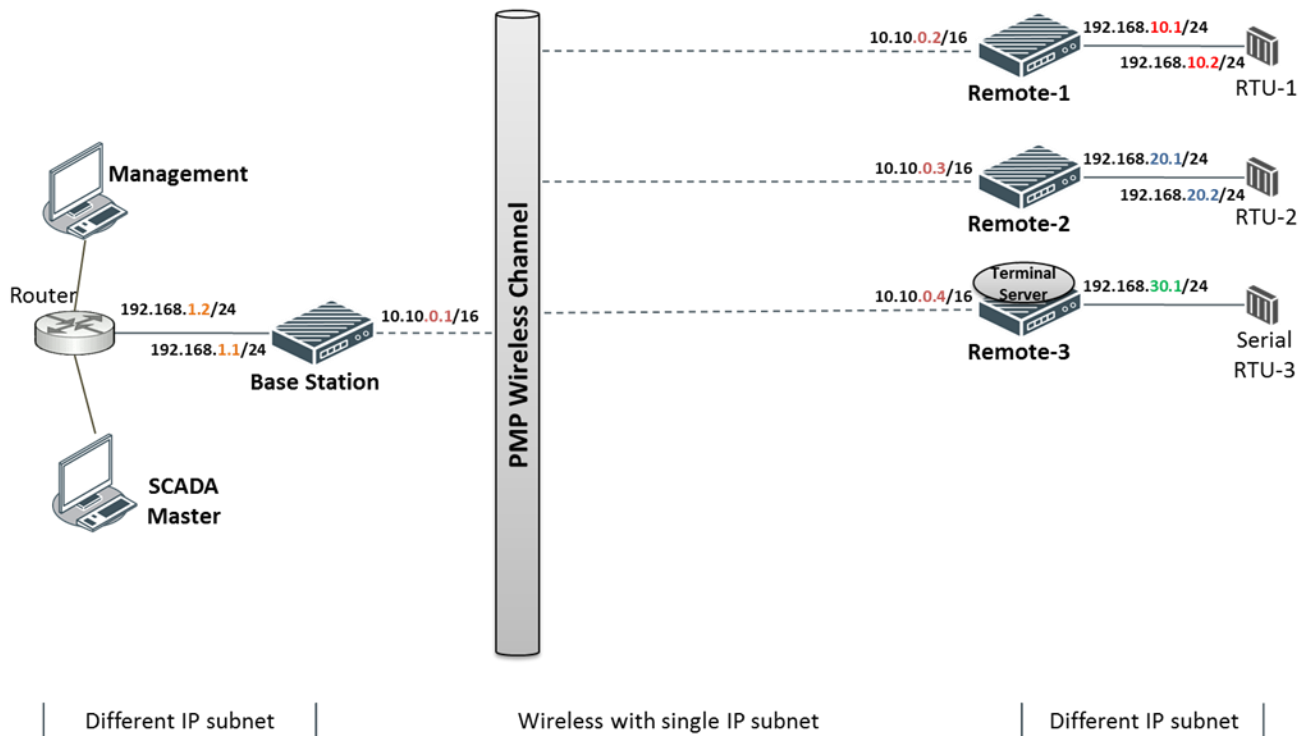 10.10.0.2/16
192.168.10.1/24
192.168.10.2/24
Remote-1
RTU-1
Management
10.10.0.3/16
192.168.20.1/24
192.168.20.2/24
Remote-2
RTU-2
Router
192.168.1.2/24
192.168.1.1/24
Base Station
10.10.0.1/16
PMP Wireless Channel
10.10.0.4/16
Terminal
Server
192.168.30.1/24
Remote-3
Serial
RTU-3
SCADA
Master
Different IP subnet
Wireless with single IP subnet
Different IP subnet